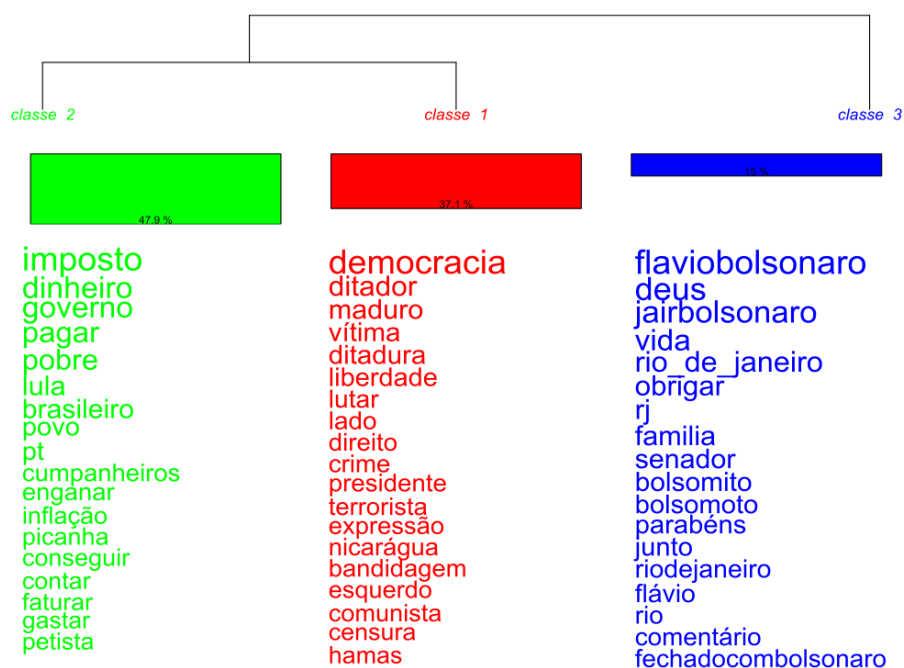 classe 2
classe 1
classe 3
47.9 %
37.1 %
15 %
imposto
dinheiro
governo
pagar
pobre
lula
brasileiro
povo
pt
cumpanheiros
enganar
inflação
picanha
conseguir
contar
faturar
gastar
petista
democracia
ditador
maduro
vítima
ditadura
liberdade
lutar
lado
direito
crime
presidente
terrorista
expressão
nicarágua
bandidagem
esquerdo
comunista
censura
hamas
flaviobolsonaro
deus
jairbolsonaro
vida
rio_de_janeiro
obrigar
rj
familia
senador
bolsomito
bolsomoto
parabéns
junto
riodejaneiro
flávio
rio
comentário
fechadocombolsonaro